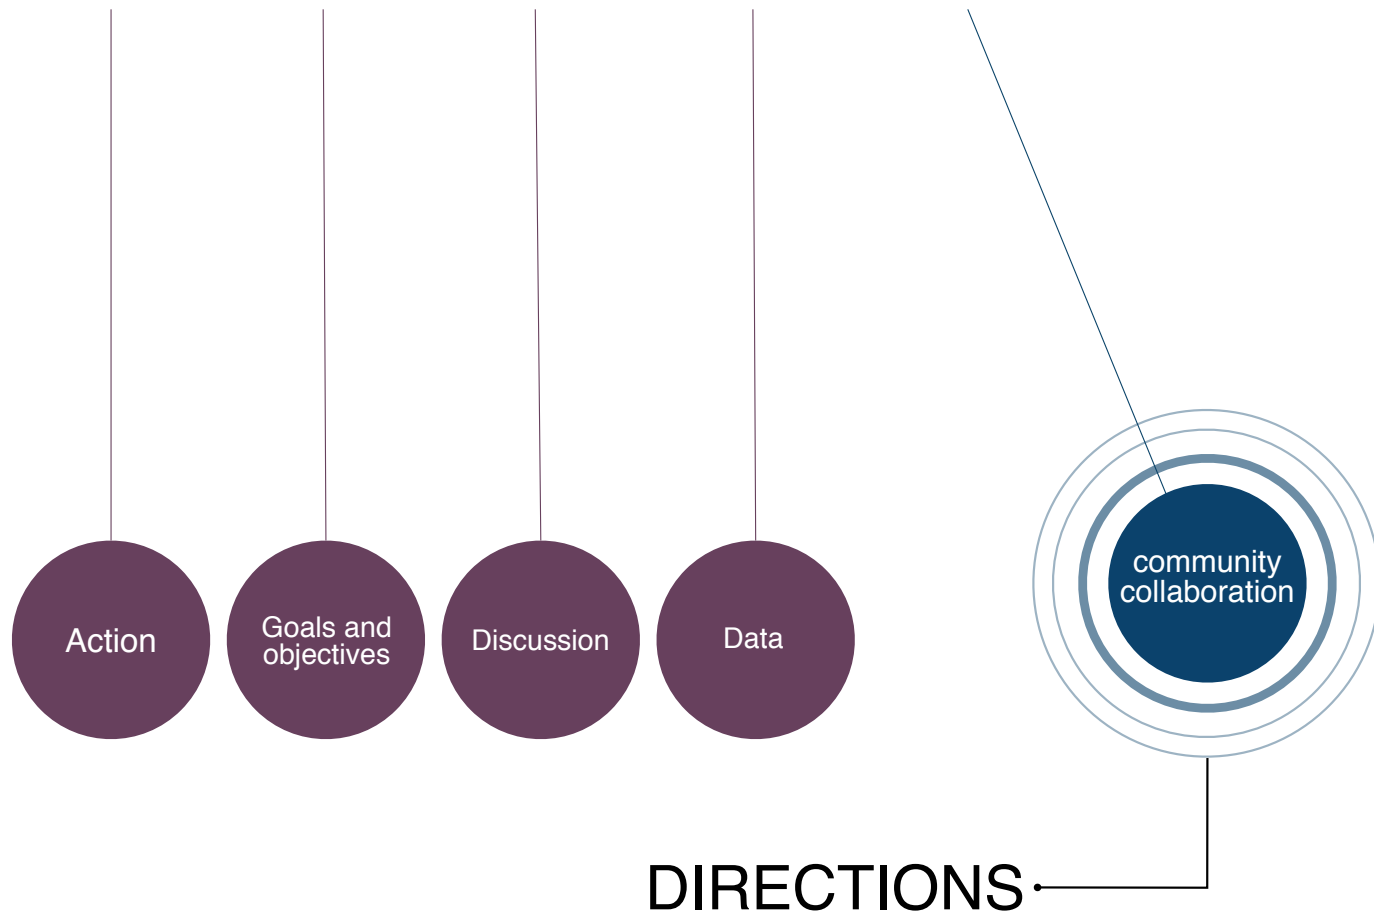 Action
Goals and
objectives
Discussion
Data
community
collaboration
DIRECTIONS